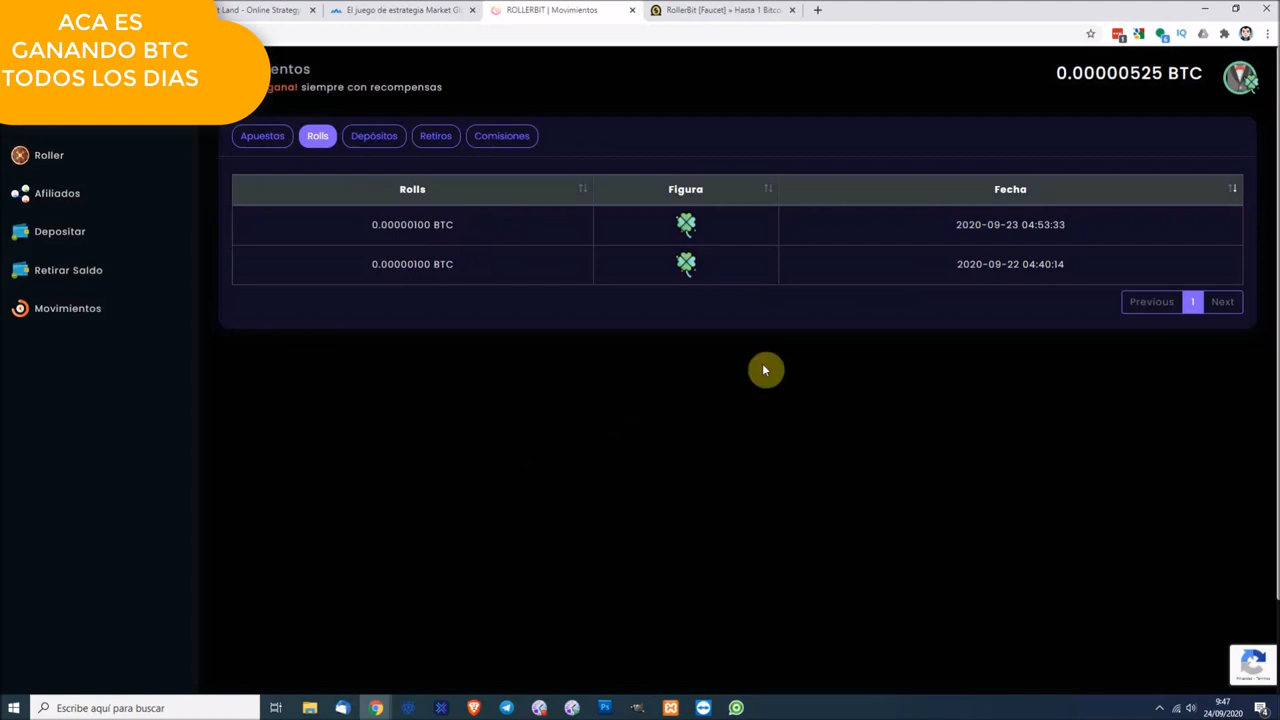 ACA ES
GANANDO BTC
TODOS LOS DIAS
t Land - Online Strategy
El juego de estrategia Market Gl
ROLLERBIT | Movimientos
RollerBit [Faucet] » Hasta 1 Bitco
entos
gana! siempre con recompensas
0.00000525 BTC
Apuestas
Rolls
Depósitos
Retiros
Comisiones
Roller
Afiliados
Depositar
Retirar Saldo
Movimientos
Rolls
Figura
Fecha
0.00000100 BTC
2020-09-23 04:53:33
0.00000100 BTC
2020-09-22 04:40:14
Previous
1
Next
Privacidad - Términos
Escribe aquí para buscar
9:47
24/09/2020
4